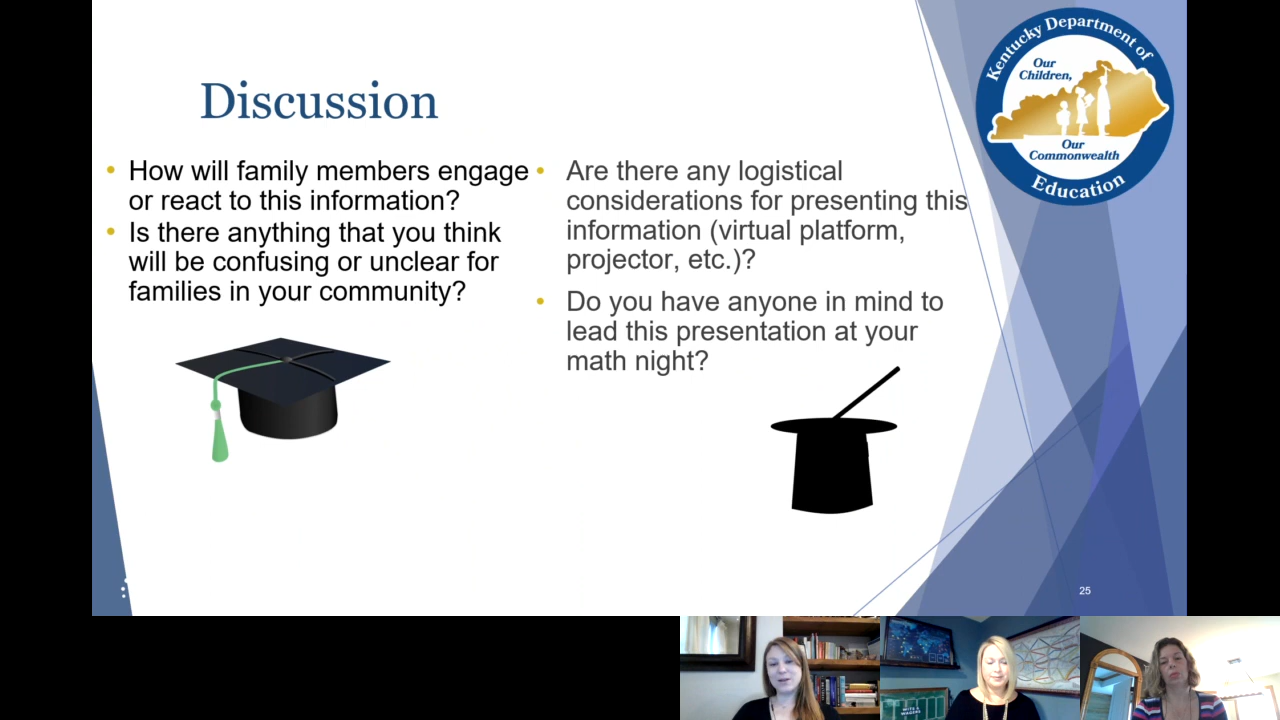 Discussion
How will family members engage
or react to this information?
Is there anything that you think
will be confusing or unclear for
families in your community?
Are there any logistical
considerations for presenting this
information (virtual platform,
projector, etc.)?
Do you have anyone in mind to
lead this presentation at your
math night?
Kentucky Department of
Our
Children,
Our
Commonwealth
Education
25